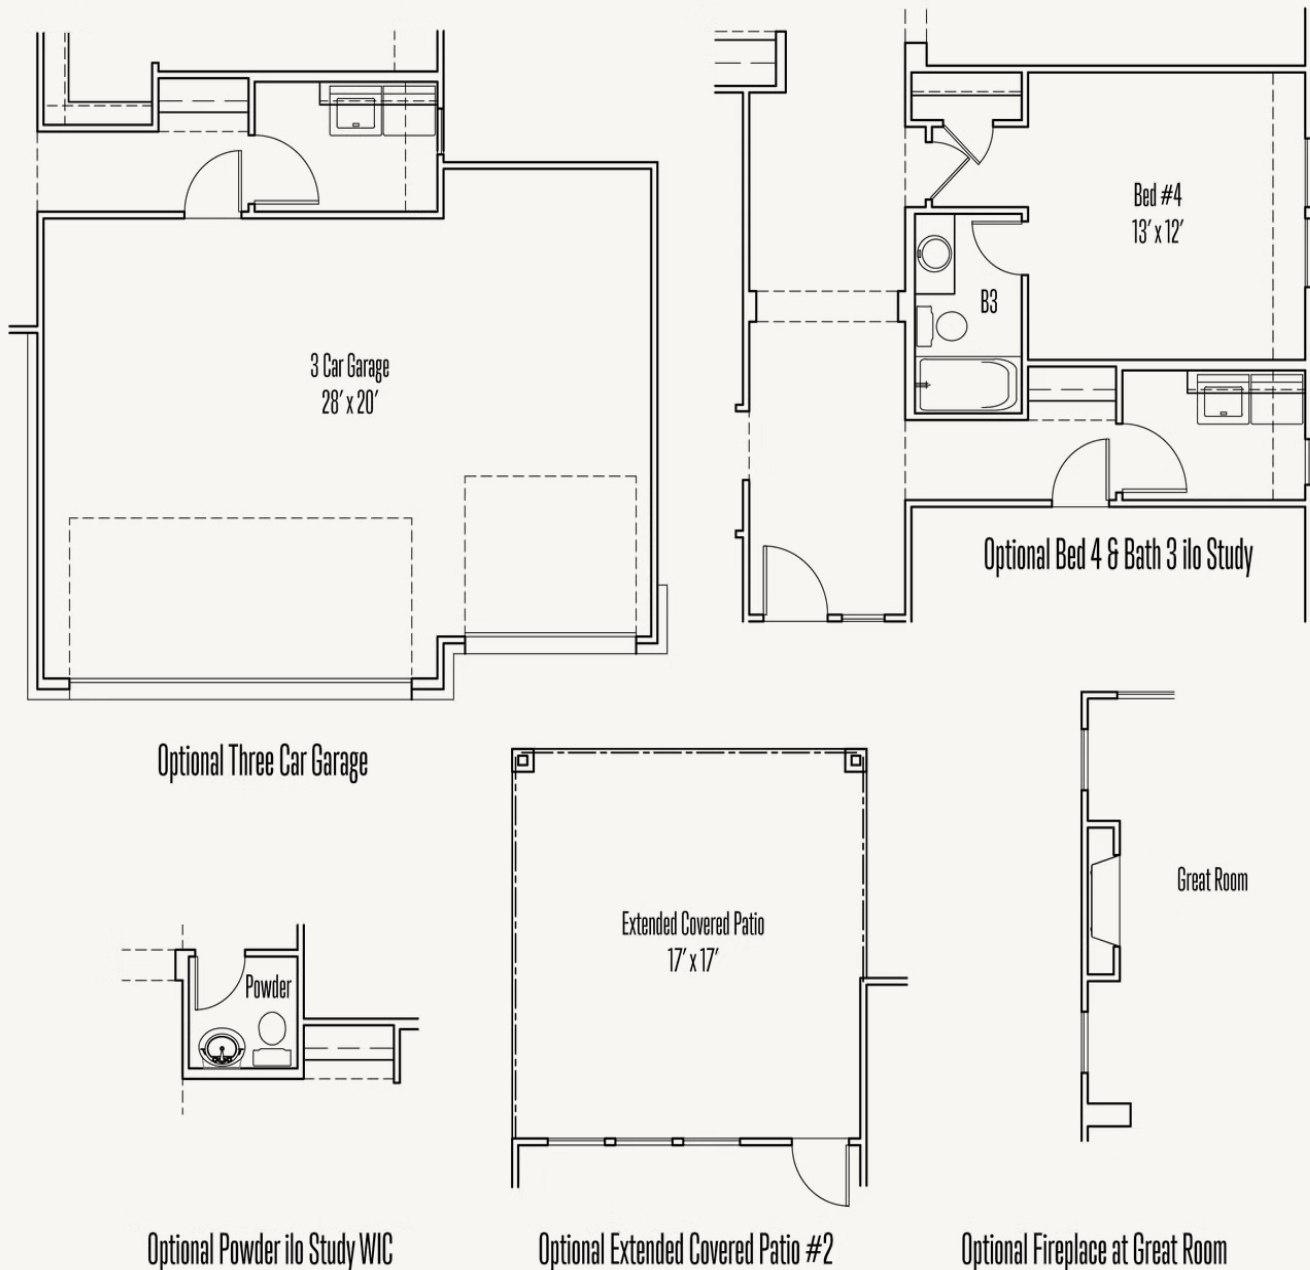 Bed #4
13' x 12'
B3
3 Car Garage
28' x 20'
Optional Bed 4 & Bath 3 ilo Study
Optional Three Car Garage
Great Room
Extended Covered Patio
17' x 17'
Powder
Optional Powder ilo Study WIC
Optional Extended Covered Patio #2
Optional Fireplace at Great Room